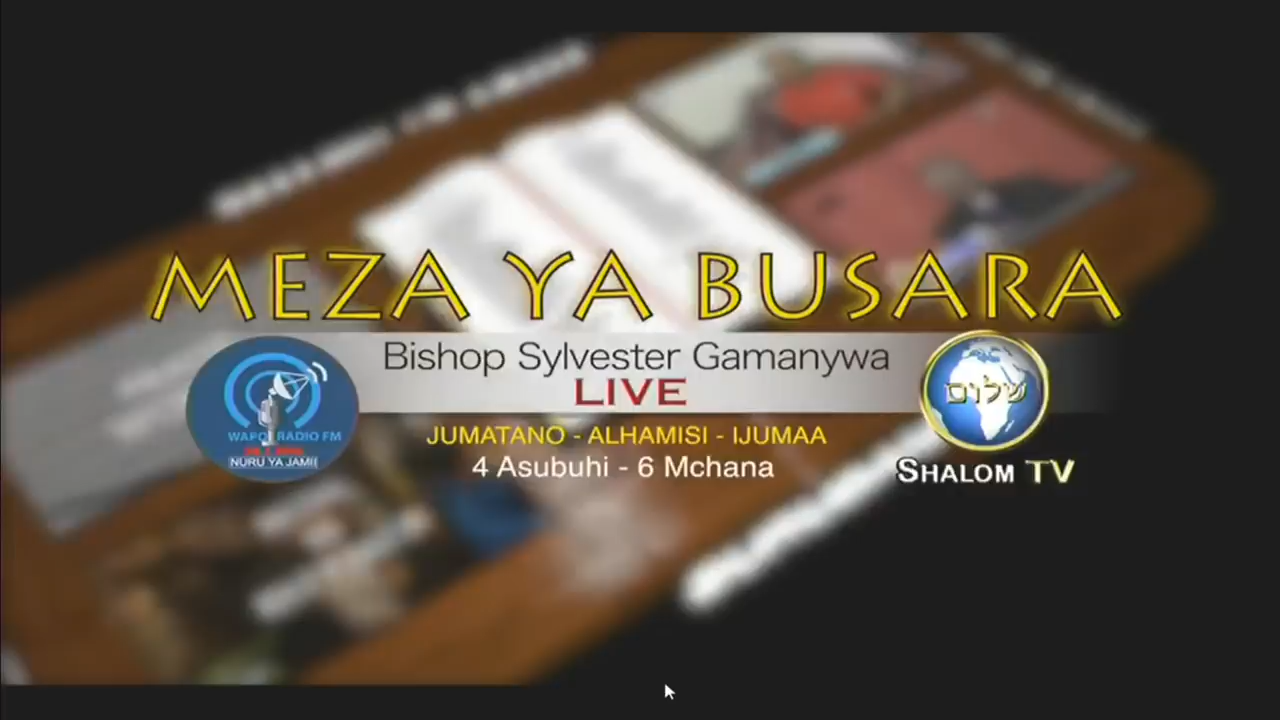 MEZA YA BUSARA
Bishop Sylvester Gamanywa
LIVE
JUMATANO - ALHAMISI - IJUMAA
4 Asubuhi - 6 Mchana
WAPO RADIO FM
NURU YA JAMII
שלום
SHALOM TV